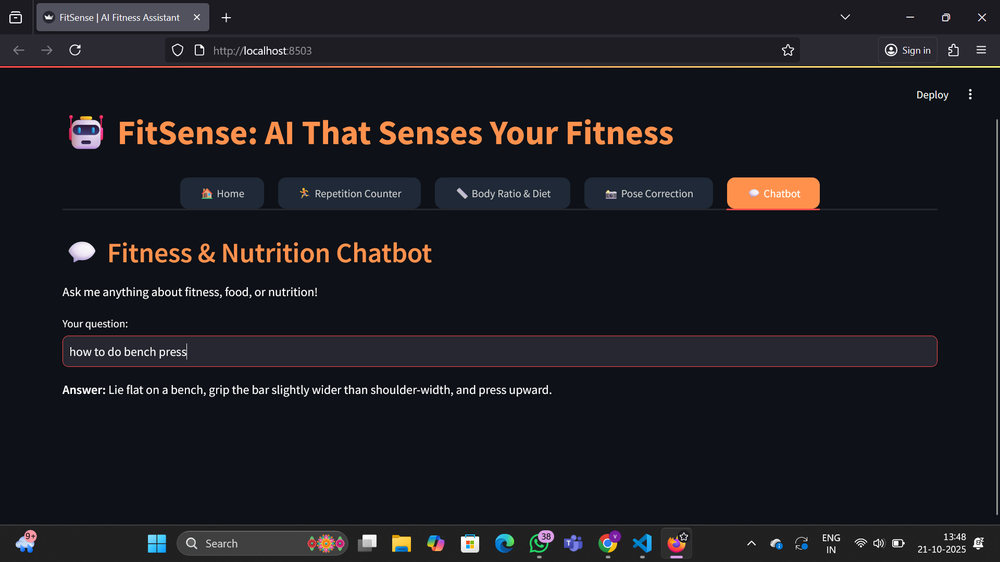 FitSense | AI Fitness Assistant
http://localhost:8503
Sign in
Deploy
FitSense: AI That Senses Your Fitness
Home
Repetition Counter
Body Ratio & Diet
Pose Correction
Chatbot
Fitness & Nutrition Chatbot
Ask me anything about fitness, food, or nutrition!
Your question:
how to do bench press
Answer: Lie flat on a bench, grip the bar slightly wider than shoulder-width, and press upward.
9+
Search
38
T
V
ENG
IN
13:48
21-10-2025